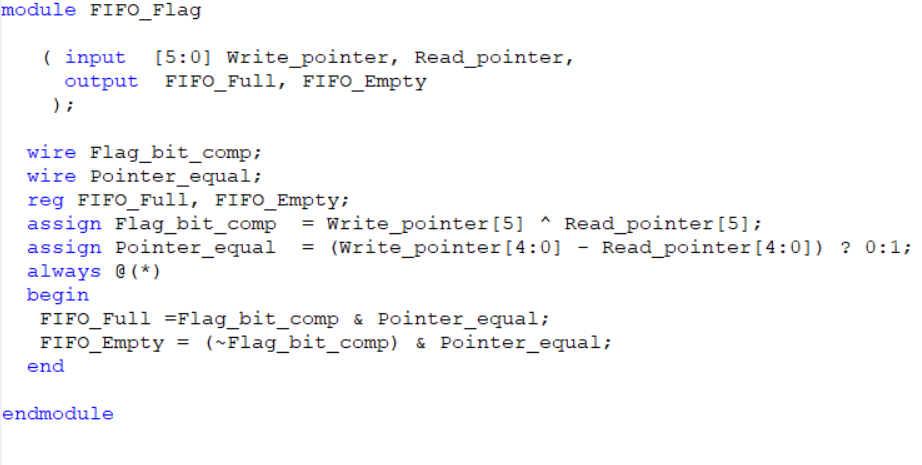 module FIFO_Flag
( input [5:0] Write_pointer, Read_pointer,
output FIFO_Full, FIFO_Empty
);
wire Flag_bit_comp;
wire Pointer_equal;
reg FIFO_Full, FIFO_Empty;
assign Flag_bit_comp = Write_pointer[5] ^ Read_pointer[5];
assign Pointer_equal = (Write_pointer[4:0] - Read_pointer[4:0]) ? 0:1;
always @(*)
begin
FIFO_Full =Flag_bit_comp & Pointer_equal;
FIFO_Empty = (~Flag_bit_comp) & Pointer_equal;
end
endmodule